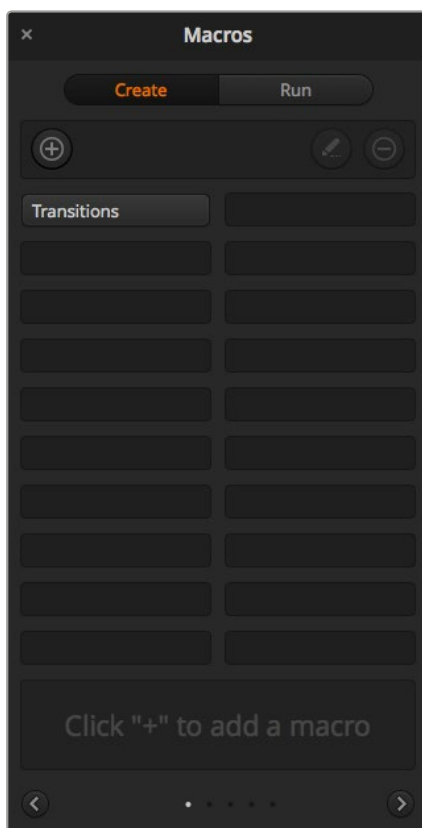 Macros
Create
Run
Transitions
Click "+" to add a macro